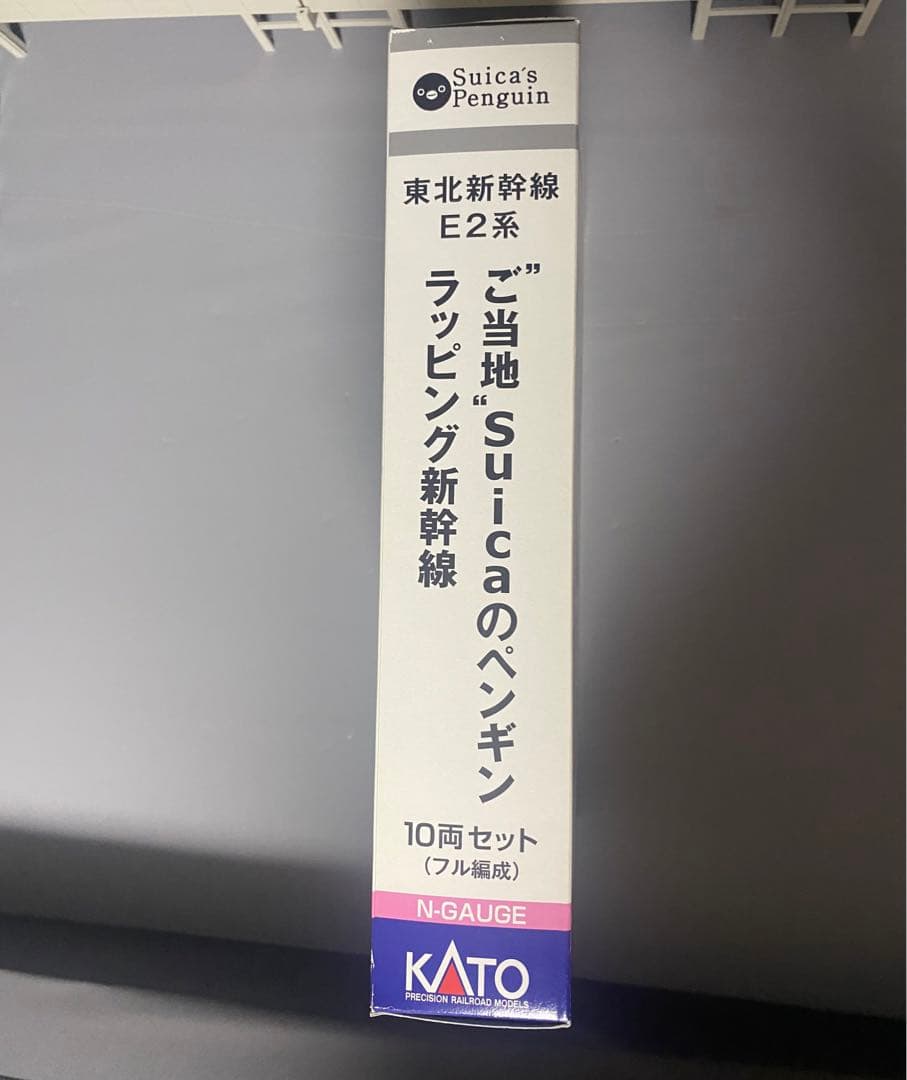 Suica's
Penguin
東北新幹線
E2系
”ご当地“Suicaのペンギン
ラッピング新幹線
10両セット
(フル編成)
N-GAUGE
KATO
PRECISION RAILROAD MODELS